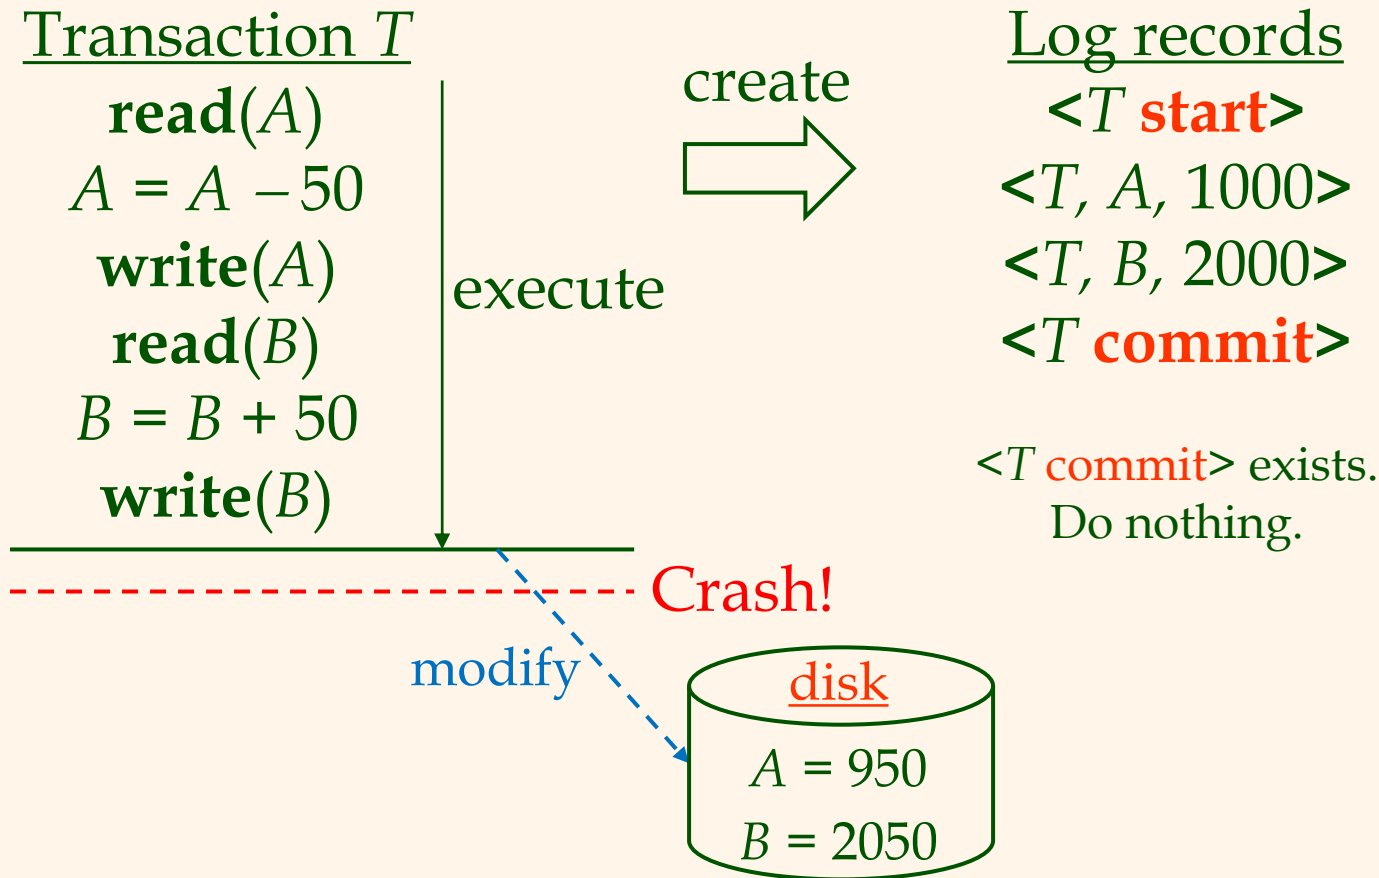 Transaction T
read(A)
A = A – 50
write(A)
read(B)
B = B + 50
write(B)
execute
create
Log records
<T start>
<T, A, 1000>
<T, B, 2000>
<T commit>
<T commit> exists.
Do nothing.
Crash!
modify
disk
A = 950
B = 2050